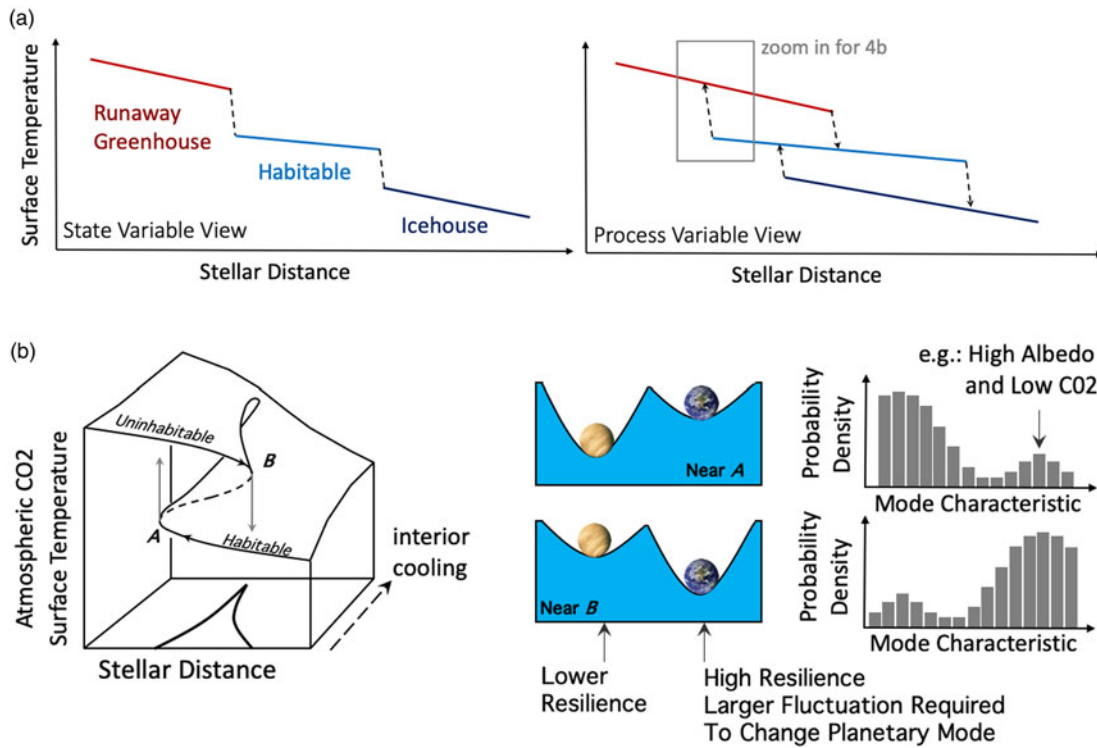 (a)
Surface Temperature
Runaway
Greenhouse
Habitable
Icehouse
State Variable View
Stellar Distance
zoom in for 4b
Process Variable View
Stellar Distance
(b)
Atmospheric CO2
Surface Temperature
Uninhabitable
B
A
Habitable
interior
cooling
Stellar Distance
Near A
Near B
Lower
Resilience
High Resilience
Larger Fluctuation Required
To Change Planetary Mode
e.g.: High Albedo
and Low C02
Probability
Density
Mode Characteristic
Probability
Density
Mode Characteristic